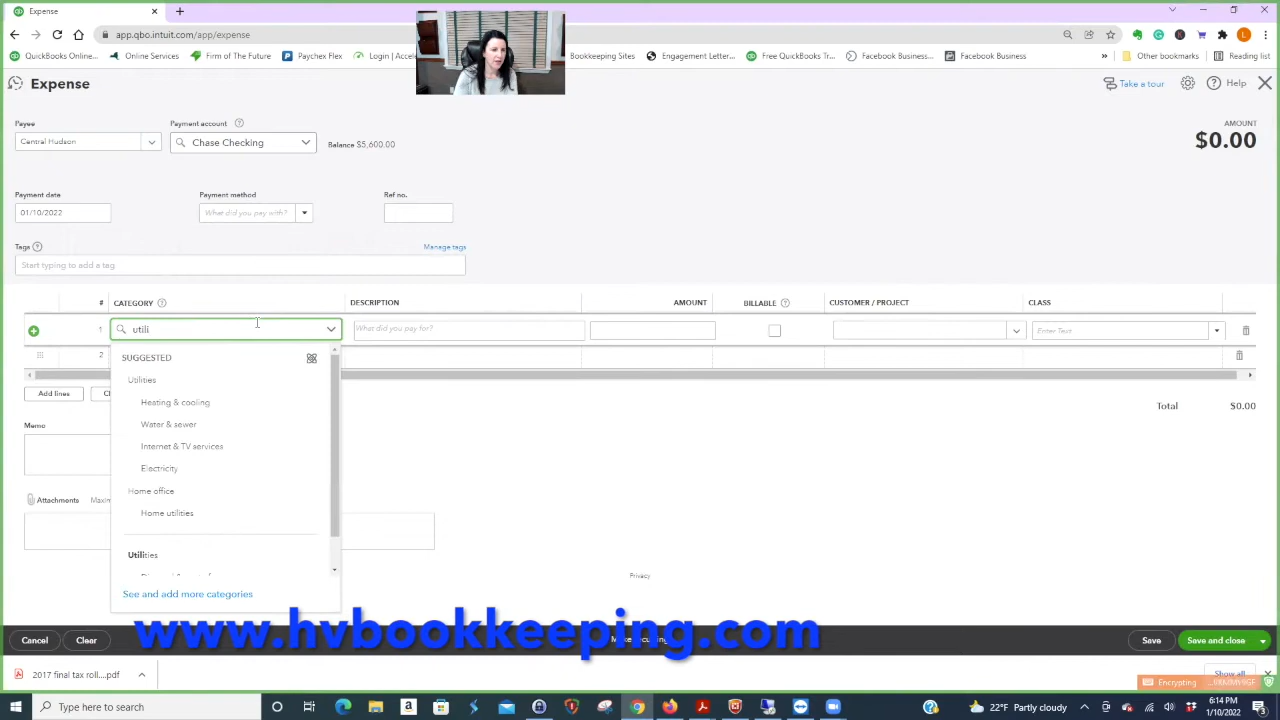 Expense
app.qbo.intuit.com
QuickBooks Online...
Online Services
Firm of The Future
Paychex Flex
Login | Accele
Bookkeeping Sites
Engagement Letter...
Free QuickBooks Tr...
Facebook Business...
Facebook Business
Other bookmarks
Reading list
Expense
Take a tour
Help
Payee
Payment account
AMOUNT
Central Hudson
Chase Checking
Balance $5,600.00
$0.00
Payment date
Payment method
Ref no.
01/10/2022
What did you pay with?
Tags
Manage tags
Start typing to add a tag
# CATEGORY DESCRIPTION AMOUNT BILLABLE CUSTOMER / PROJECT CLASS
1 utili What did you pay for? Enter Text
2
SUGGESTED
Utilities
Heating & cooling
Water & sewer
Internet & TV services
Electricity
Home office
Home utilities
Utilities
See and add more categories
Add lines
Total $0.00
Memo
Attachments
Privacy
www.hvbookkeeping.com
Cancel
Clear
Save
Save and close
2017 final tax roll....pdf
Show all
Encrypting
Type here to search
22°F Partly cloudy
6:14 PM
1/10/2022